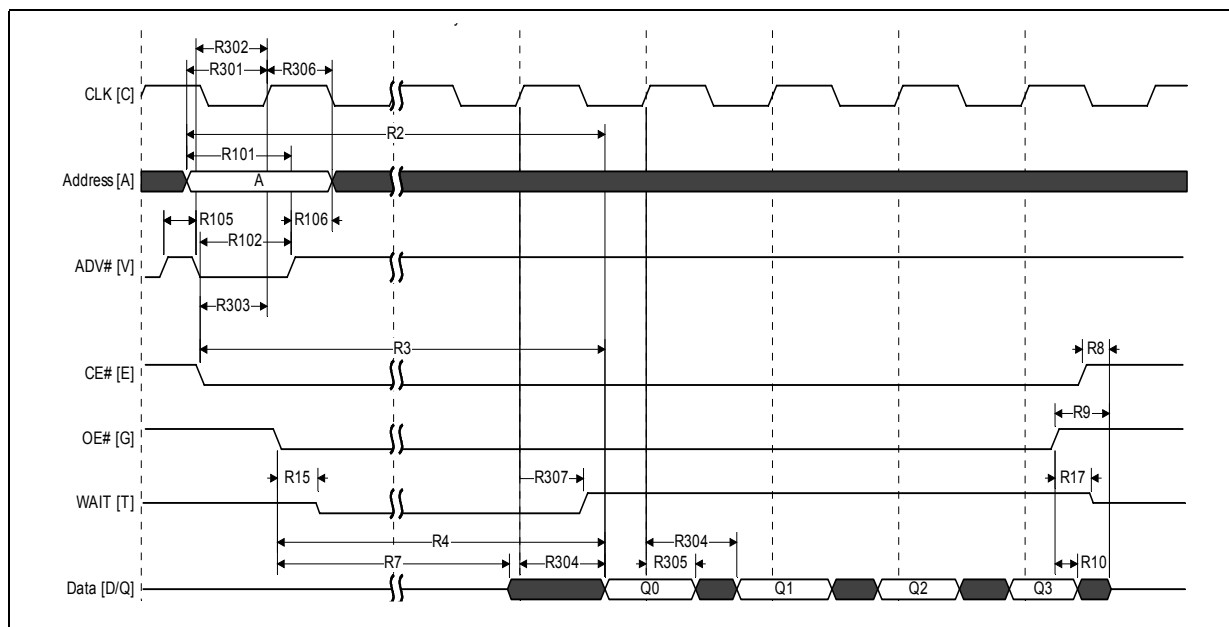 R302
R301 R306
CLK [C]
R2
R101
Address [A] A
R105 R106
R102
ADV# [V]
R303
R3
CE# [E] R8
R9
OE# [G]
R15 R307 R17
WAIT [T]
R4 R304
R7 R304 R305 R10
Data [D/Q] Q0 Q1 Q2 Q3